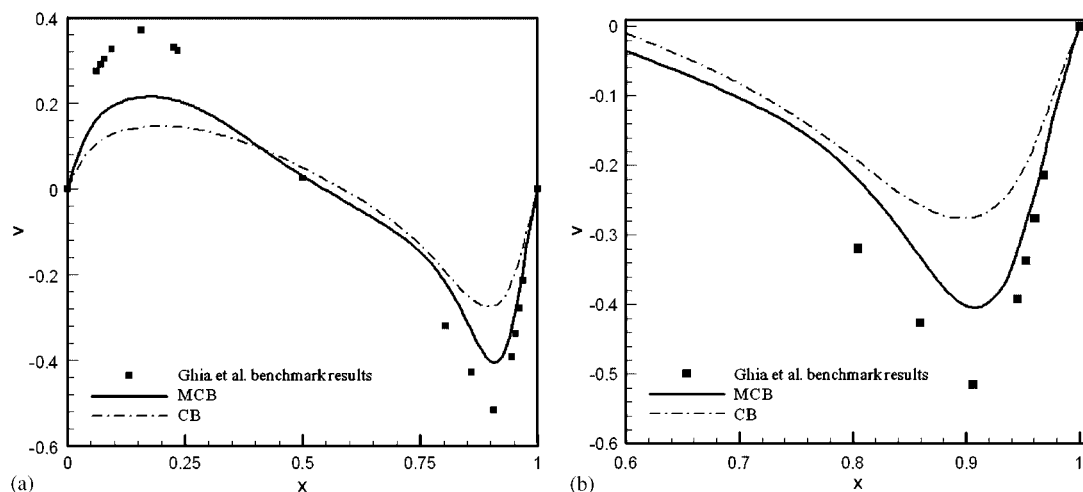 0.4
0.2
0
-0.2
-0.4
-0.6
v
0
0.25
0.5
0.75
1
x
Ghia et al. benchmark results
MCB
CB
(a)
0
-0.1
-0.2
-0.3
-0.4
-0.5
-0.6
v
0.6
0.7
0.8
0.9
1
x
Ghia et al. benchmark results
MCB
CB
(b)